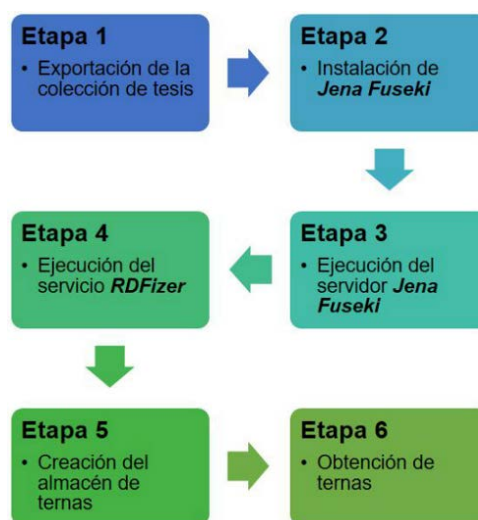 Etapa 1
• Exportación de la
colección de tesis
Etapa 2
• Instalación de
Jena Fuseki
Etapa 3
• Ejecución del
servidor Jena
Fuseki
Etapa 4
• Ejecución del
servicio RDFizer
Etapa 5
• Creación del
almacén de
ternas
Etapa 6
• Obtención de
ternas